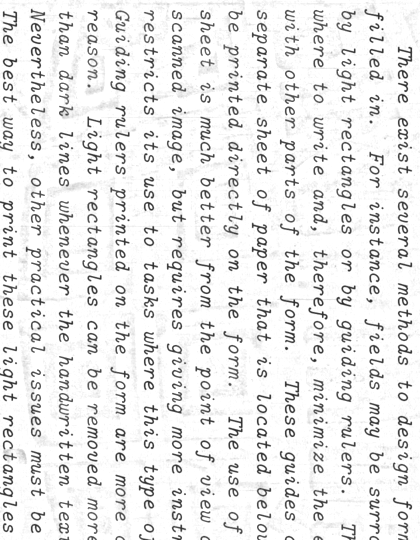 There exist several methods to design form
filled in. For instance, fields may be surro
by light rectangles or by guiding rulers. Th
where to write and, therefore, minimize the e
with other parts of the form. These guides c
separate sheet of paper that is located below
be printed directly on the form. The use of
sheet is much better from the point of view o
scanned image, but requires giving more instr
restricts its use to tasks where this type of
Guiding rulers printed on the form are more c
reason. Light rectangles can be removed more
than dark lines whenever the handwritten text
Nevertheless, other practical issues must be
The best way to print these light rectangles